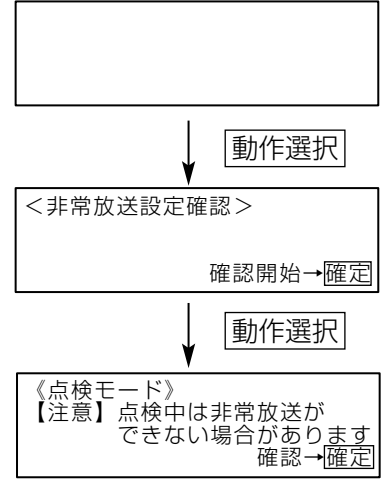 動作選択
＜非常放送設定確認＞
確認開始→確定
動作選択
《点検モード》
【注意】点検中は非常放送が
できない場合があります
確認→確定